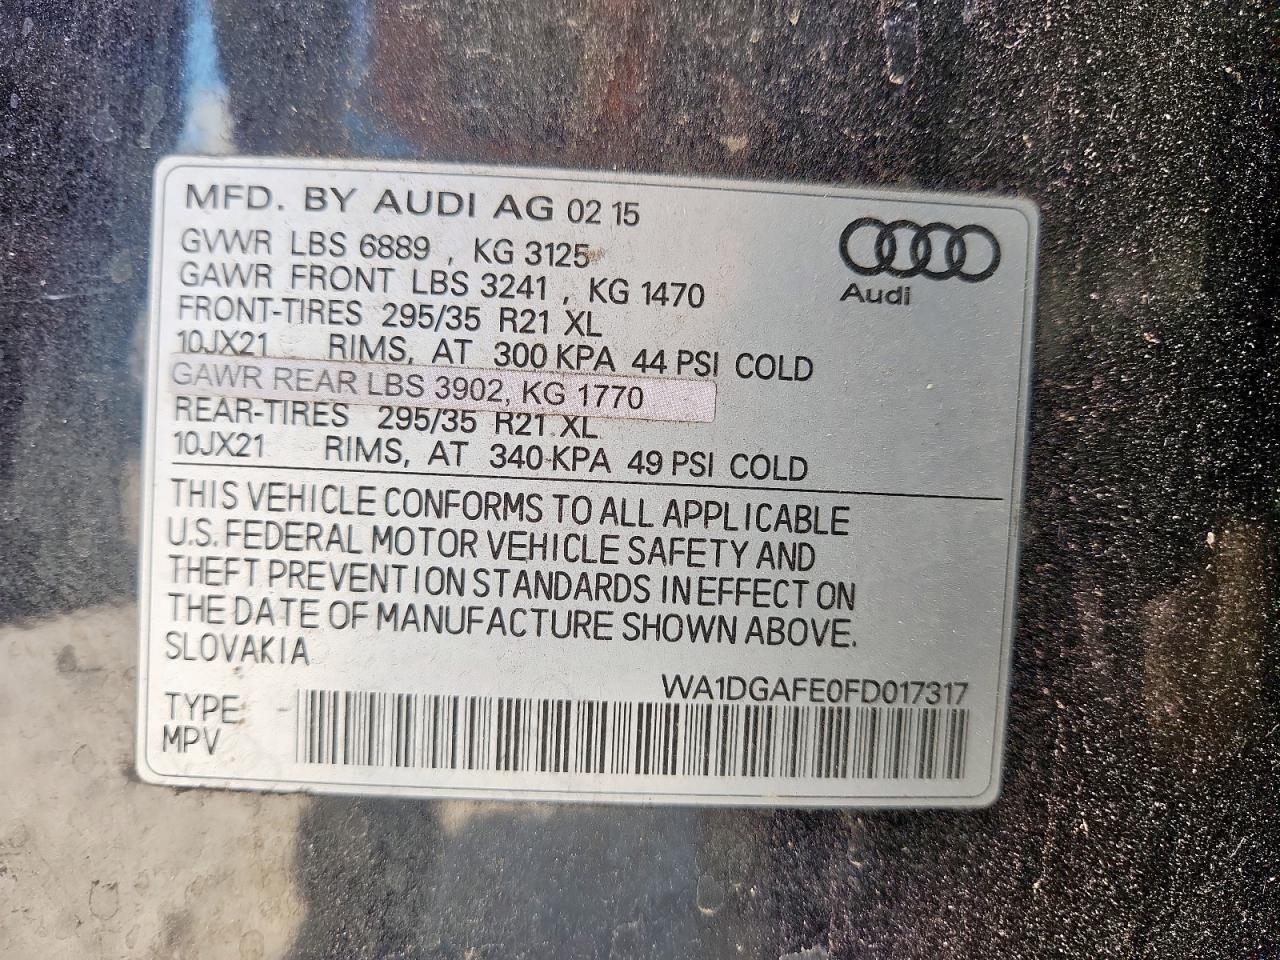 MFD. BY AUDI AG 02 15
GVWR LBS 6889 , KG 3125
GAWR FRONT LBS 3241 , KG 1470
FRONT-TIRES 295/35 R21 XL
10JX21 RIMS, AT 300 KPA 44 PSI COLD
GAWR REAR LBS 3902, KG 1770
REAR-TIRES 295/35 R21 XL
10JX21 RIMS, AT 340 KPA 49 PSI COLD
Audi
THIS VEHICLE CONFORMS TO ALL APPLICABLE
U.S. FEDERAL MOTOR VEHICLE SAFETY AND
THEFT PREVENTION STANDARDS IN EFFECT ON
THE DATE OF MANUFACTURE SHOWN ABOVE.
SLOVAKIA
WA1DGAFE0FD017317
TYPE
MPV